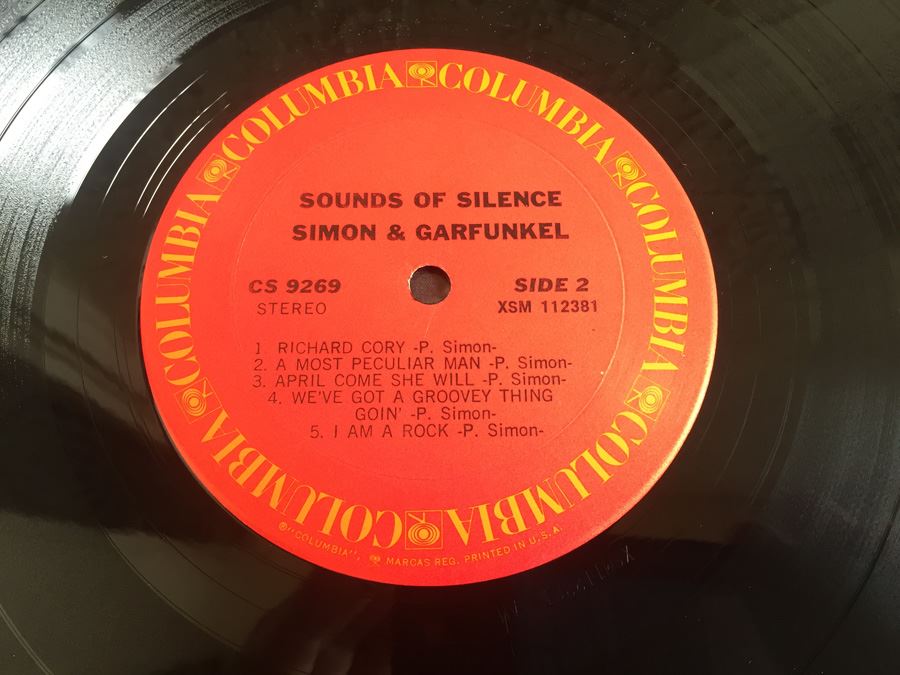 COLUMBIA COLUMBIA COLUMBIA COLUMBIA COLUMBIA COLUMBIA
SOUNDS OF SILENCE
SIMON & GARFUNKEL
CS 9269
STEREO
SIDE 2
XSM 112381
1. RICHARD CORY -P. Simon-
2. A MOST PECULIAR MAN -P. Simon-
3. APRIL COME SHE WILL -P. Simon-
4. WE'VE GOT A GROOVEY THING
GOIN' -P. Simon-
5. I AM A ROCK -P. Simon-
®"COLUMBIA", MARCAS REG. PRINTED IN U.S.A.